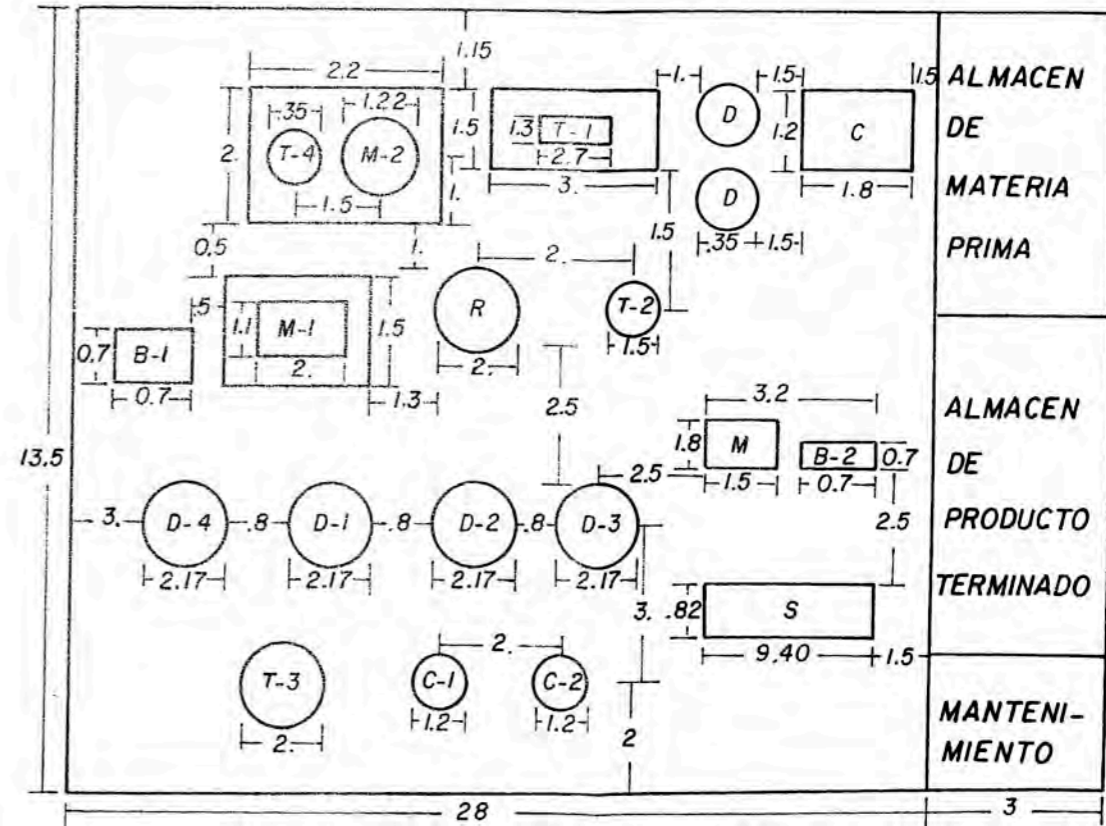 1.15
2.2
1. 1.5 1.5
ALMACEN
DE
MATERIA
PRIMA
.35 1.22
T-4 M-2
2. 1.5
1.5 1.
1.3 T-1
2.7
3.
D
1.2 C
1.8
D
.35 1.5
0.5
1. 2. 1.5
.5
1.1 M-1 1.5
2.
R
2.
T-2
1.5
0.7 B-1
0.7
1.3
2.5
3.2
1.8 M
1.5
B-2 0.7
0.7
ALMACEN
DE
PRODUCTO
TERMINADO
13.5
2.5
3. D-4 .8 D-1 .8 D-2 .8 D-3
2.17 2.17 2.17 2.17
2.5
3. .82 S
9.40 1.5
2.
T-3 C-1 C-2
2. 1.2 1.2
2
MANTENI-
MIENTO
28 3